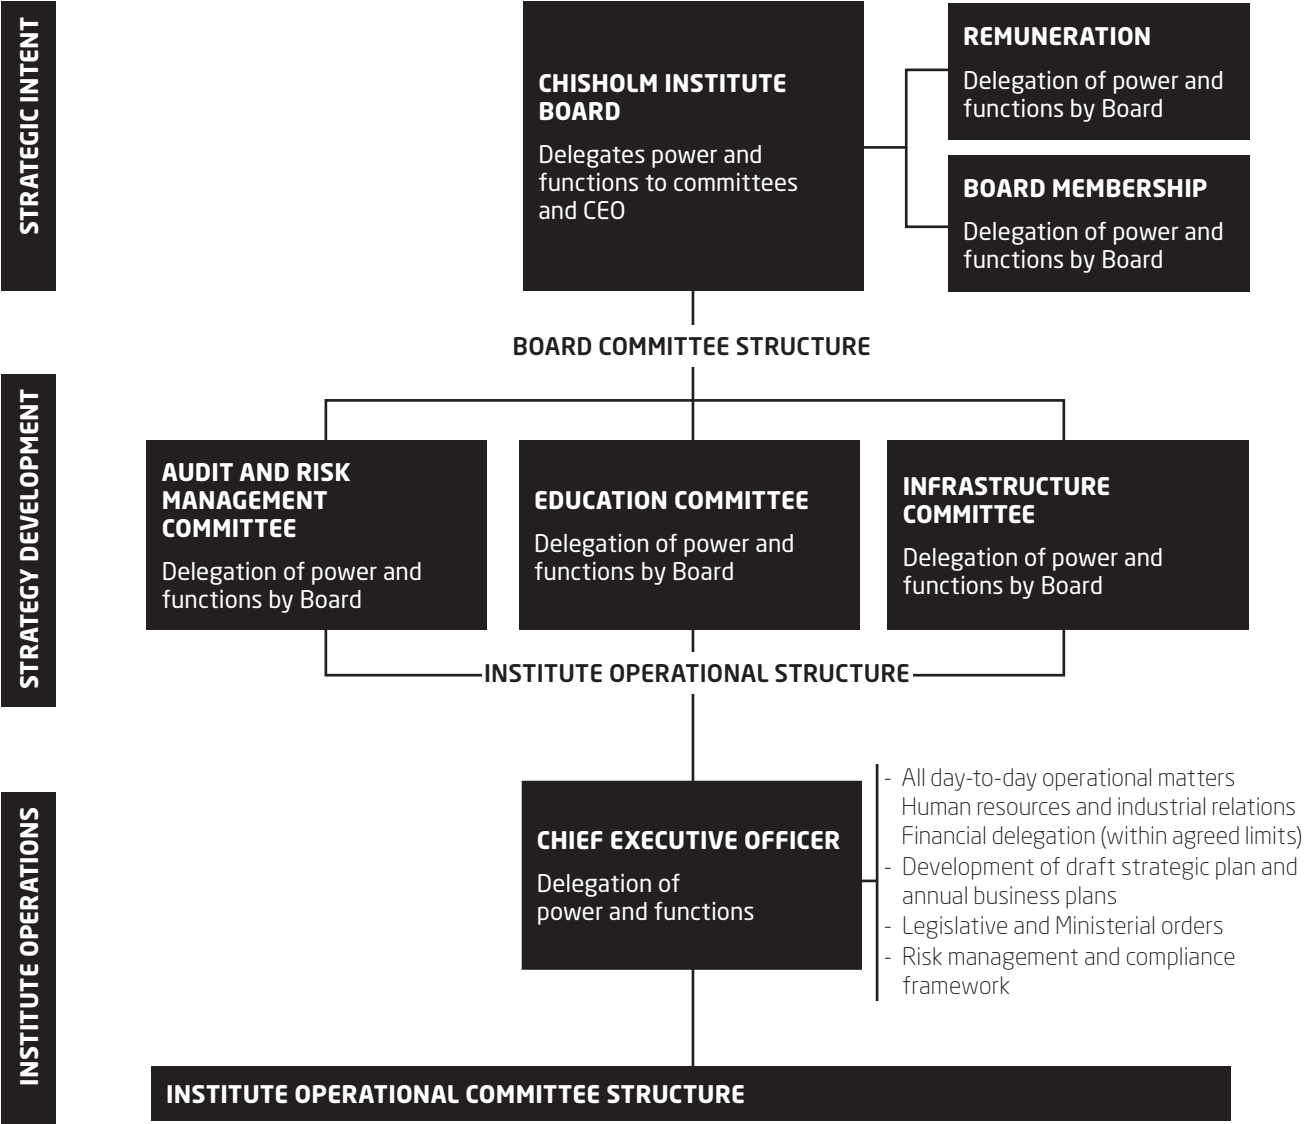 STRATEGIC INTENT
CHISHOLM INSTITUTE
BOARD
Delegates power and
functions to committees
and CEO
REMUNERATION
Delegation of power and
functions by Board
BOARD MEMBERSHIP
Delegation of power and
functions by Board
BOARD COMMITTEE STRUCTURE
STRATEGY DEVELOPMENT
AUDIT AND RISK
MANAGEMENT
COMMITTEE
Delegation of power and
functions by Board
EDUCATION COMMITTEE
Delegation of power and
functions by Board
INFRASTRUCTURE
COMMITTEE
Delegation of power and
functions by Board
INSTITUTE OPERATIONAL STRUCTURE
INSTITUTE OPERATIONS
CHIEF EXECUTIVE OFFICER
Delegation of
power and functions
- All day-to-day operational matters
Human resources and industrial relations
Financial delegation (within agreed limits)
- Development of draft strategic plan and
annual business plans
- Legislative and Ministerial orders
- Risk management and compliance
framework
INSTITUTE OPERATIONAL COMMITTEE STRUCTURE